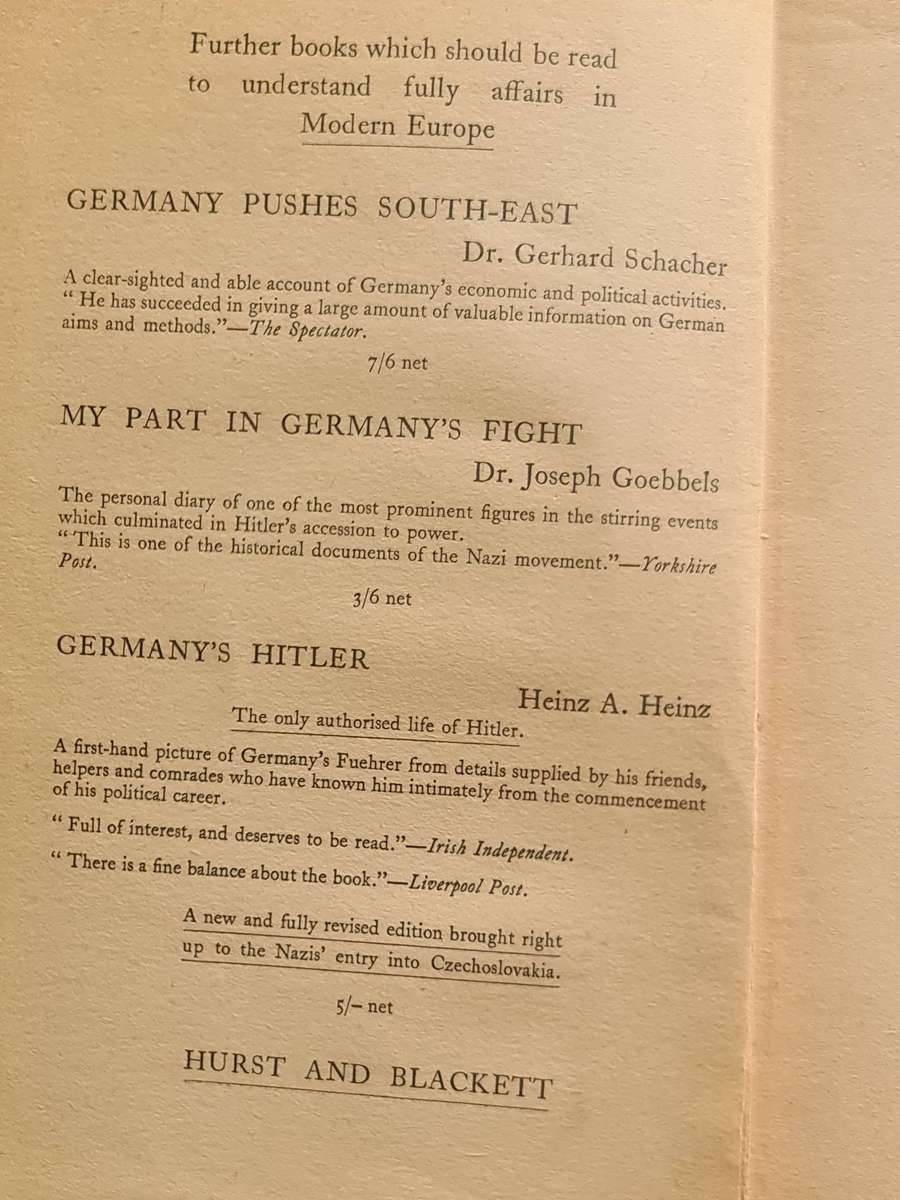 Further books which should be read
to understand fully affairs in
Modern Europe
GERMANY PUSHES SOUTH-EAST
Dr. Gerhard Schacher
A clear-sighted and able account of Germany's economic and political activities.
“ He has succeeded in giving a large amount of valuable information on German
aims and methods.”—The Spectator.
7/6 net
MY PART IN GERMANY'S FIGHT
Dr. Joseph Goebbels
The personal diary of one of the most prominent figures in the stirring events
which culminated in Hitler's accession to power.
“ This is one of the historical documents of the Nazi movement.”—Yorkshire
Post.
3/6 net
GERMANY'S HITLER
Heinz A. Heinz
The only authorised life of Hitler.
A first-hand picture of Germany's Fuehrer from details supplied by his friends,
helpers and comrades who have known him intimately from the commencement
of his political career.
“ Full of interest, and deserves to be read.”—Irish Independent.
“ There is a fine balance about the book.”—Liverpool Post.
A new and fully revised edition brought right
up to the Nazis' entry into Czechoslovakia.
5/– net
HURST AND BLACKETT